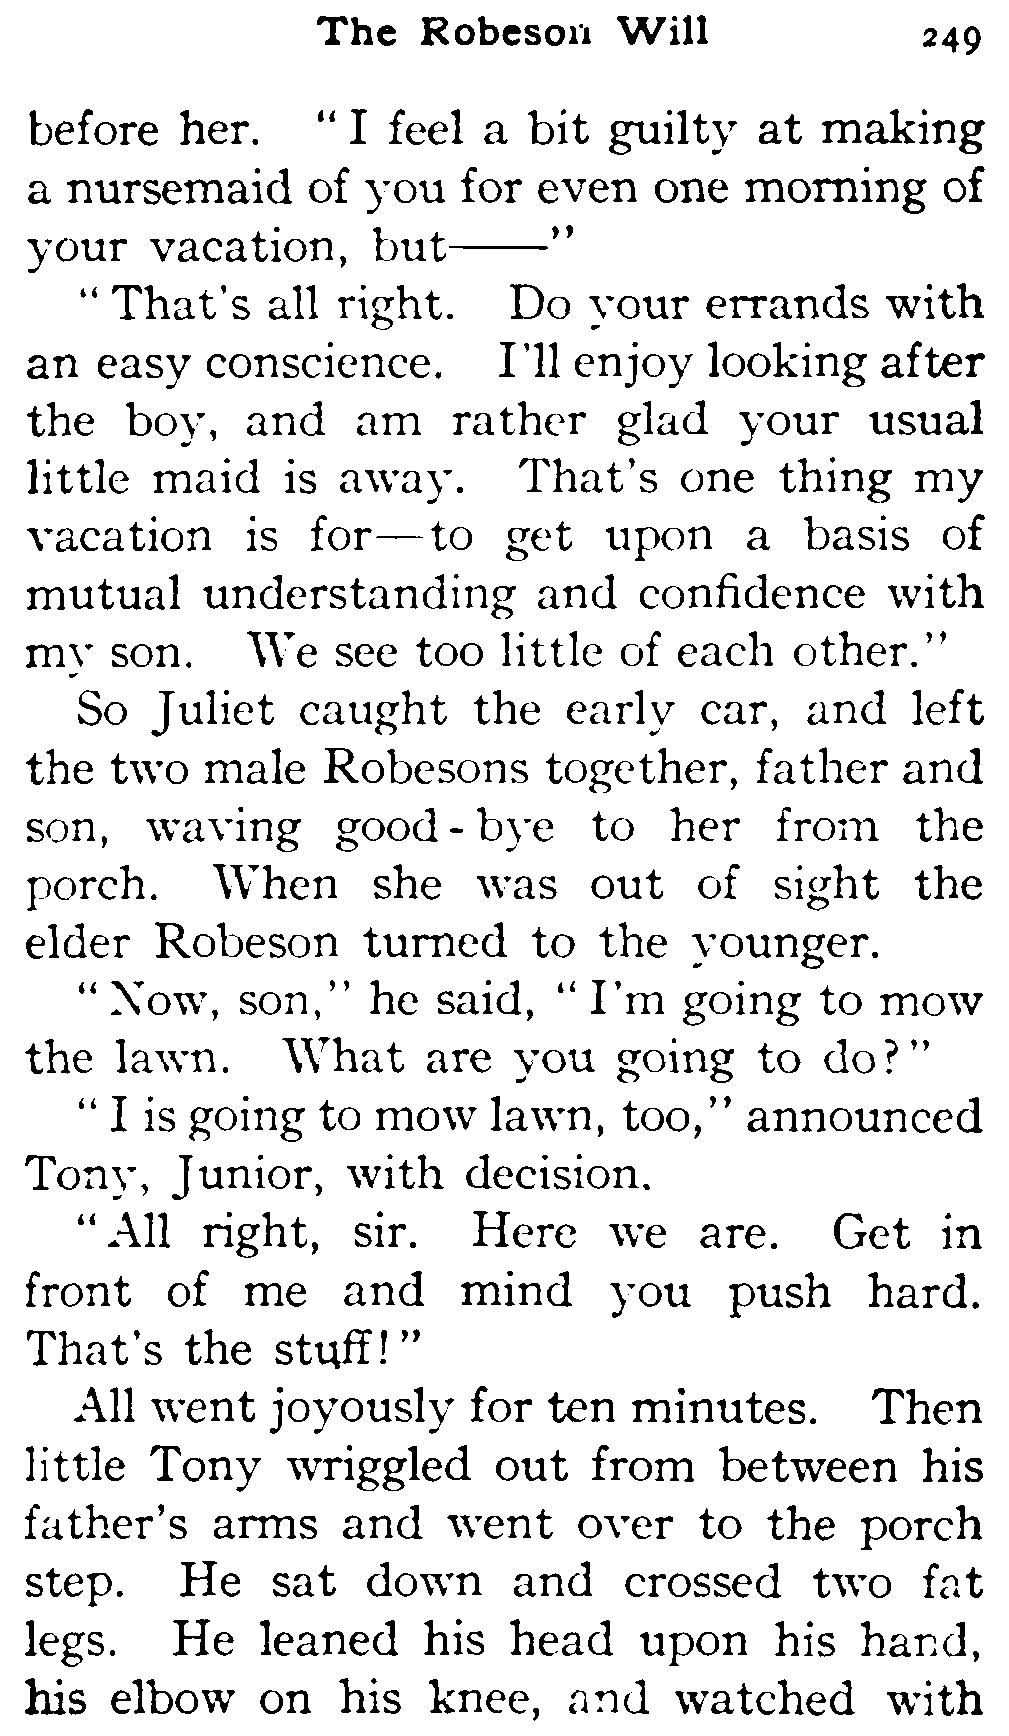 The Robeson Will 249
before her. "I feel a bit guilty at making
a nursemaid of you for even one morning of
your vacation, but——"
"That's all right. Do your errands with
an easy conscience. I'll enjoy looking after
the boy, and am rather glad your usual
little maid is away. That's one thing my
vacation is for—to get upon a basis of
mutual understanding and confidence with
my son. We see too little of each other."
So Juliet caught the early car, and left
the two male Robesons together, father and
son, waving good-bye to her from the
porch. When she was out of sight the
elder Robeson turned to the younger.
"Now, son," he said, "I'm going to mow
the lawn. What are you going to do?"
"I is going to mow lawn, too," announced
Tony, Junior, with decision.
"All right, sir. Here we are. Get in
front of me and mind you push hard.
That's the stuff!"
All went joyously for ten minutes. Then
little Tony wriggled out from between his
father's arms and went over to the porch
step. He sat down and crossed two fat
legs. He leaned his head upon his hand,
his elbow on his knee, and watched with